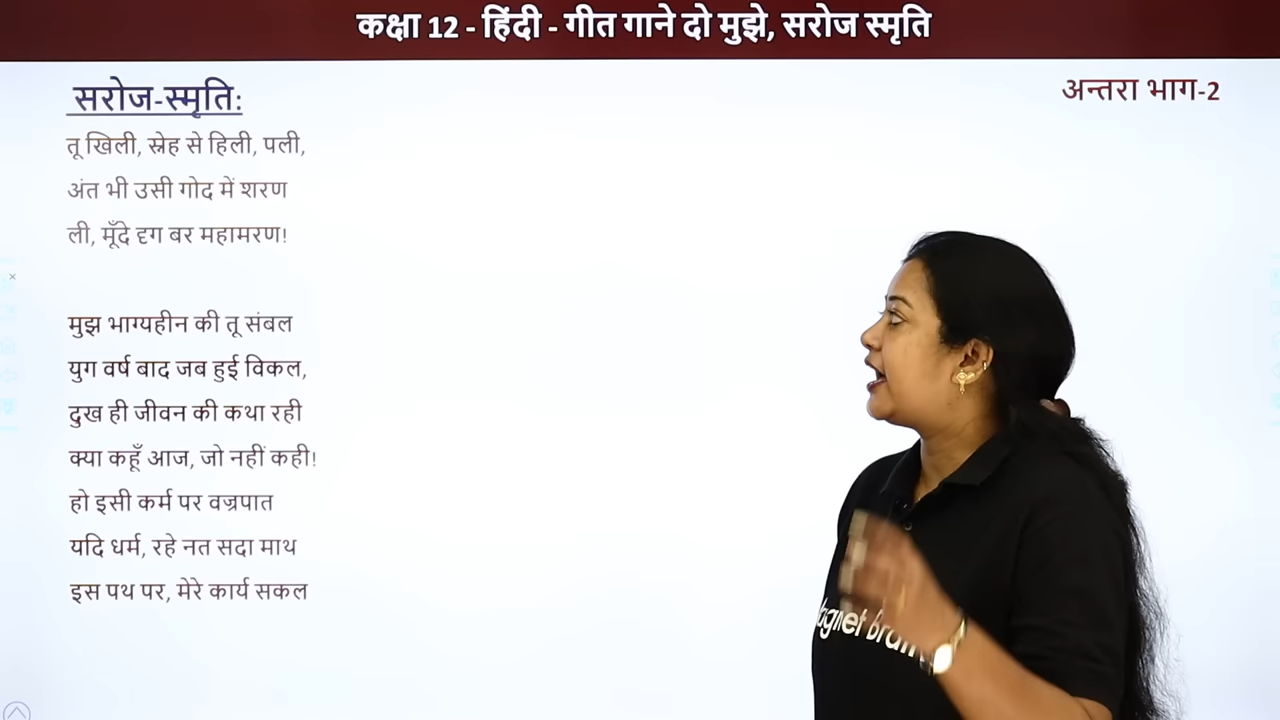 कक्षा 12 - हिंदी - गीत गाने दो मुझे, सरोज स्मृति
सरोज-स्मृति:
अन्तरा भाग-2
तू खिली, स्नेह से हिली, पली,
अंत भी उसी गोद में शरण
ली, मूँदे दृग बर महामरण!
मुझ भाग्यहीन की तू संबल
युग वर्ष बाद जब हुई विकल,
दुख ही जीवन की कथा रही
क्या कहूँ आज, जो नहीं कही!
हो इसी कर्म पर वज्रपात
यदि धर्म, रहे नत सदा माथ
इस पथ पर, मेरे कार्य सकल